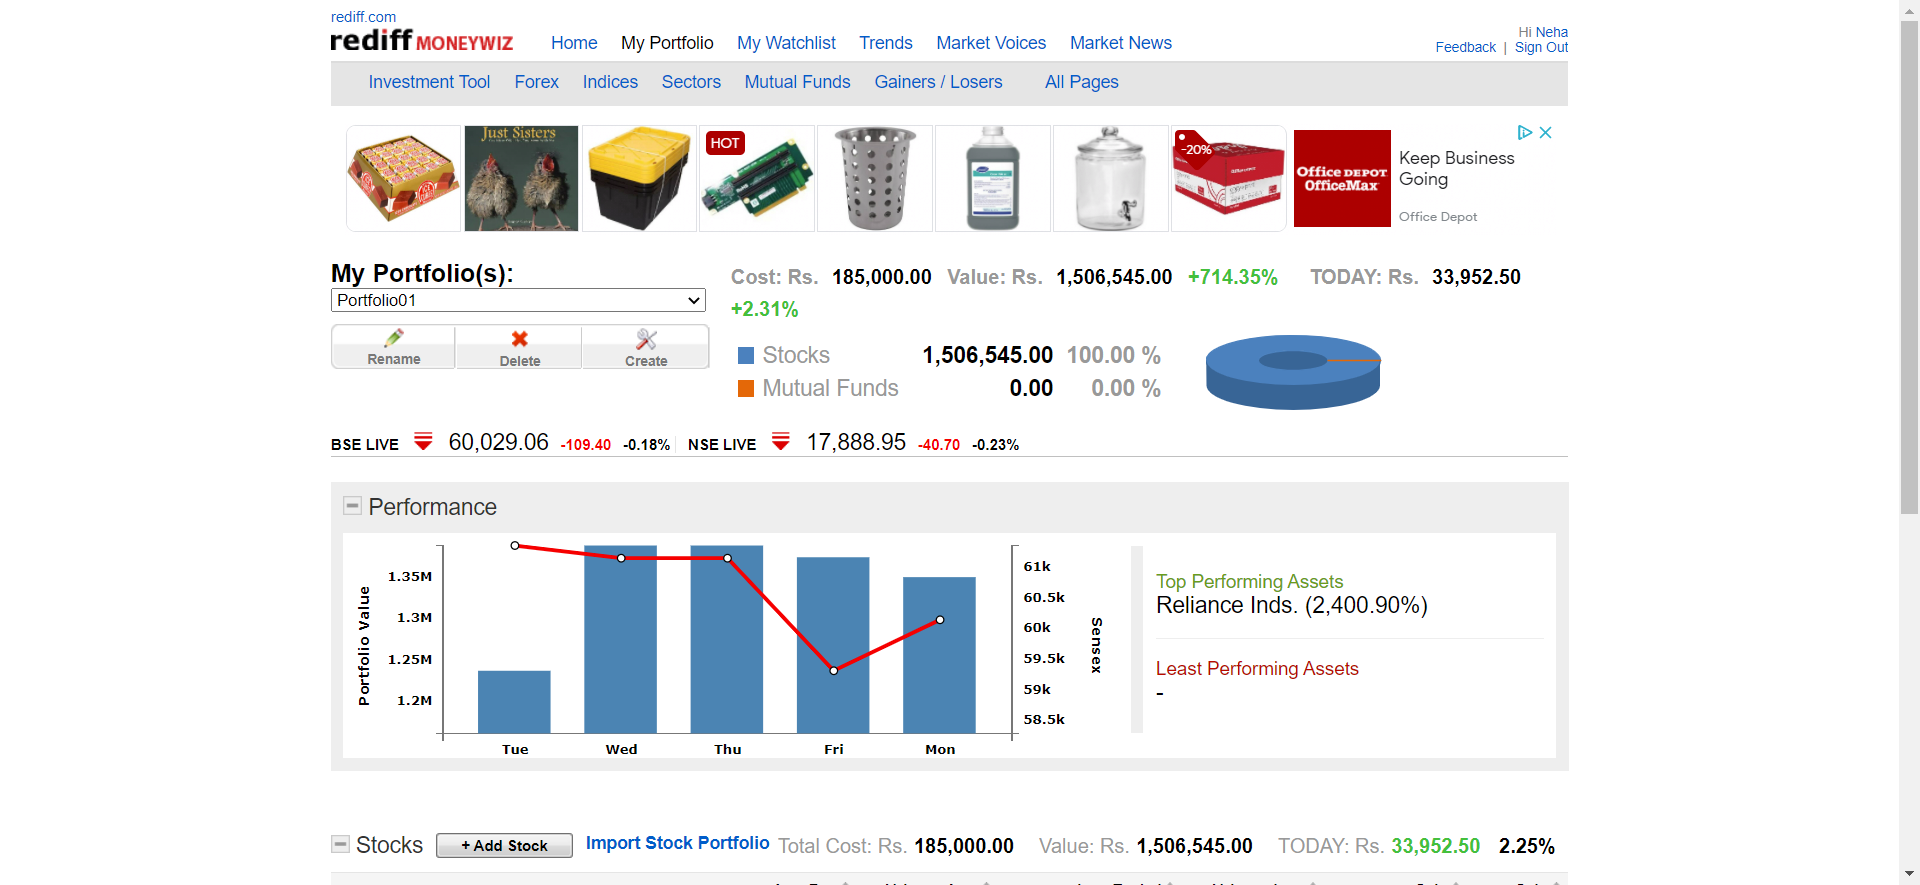 rediff.com
rediff MONEYWIZ Home My Portfolio My Watchlist Trends Market Voices Market News
Hi Neha
Feedback | Sign Out
Investment Tool Forex Indices Sectors Mutual Funds Gainers / Losers All Pages
Just Sisters
HOT
-20%
Office DEPOT
OfficeMax
Keep Business
Going
Office Depot
My Portfolio(s):
Portfolio01
Rename Delete Create
Cost: Rs. 185,000.00 Value: Rs. 1,506,545.00 +714.35% TODAY: Rs. 33,952.50
+2.31%
Stocks 1,506,545.00 100.00 %
Mutual Funds 0.00 0.00 %
BSE LIVE 60,029.06 -109.40 -0.18% NSE LIVE 17,888.95 -40.70 -0.23%
Performance
Portfolio Value
1.35M
1.3M
1.25M
1.2M
Tue Wed Thu Fri Mon
61k
60.5k
60k
59.5k
59k
58.5k
Sensex
Top Performing Assets
Reliance Inds. (2,400.90%)
Least Performing Assets
-
Stocks + Add Stock Import Stock Portfolio Total Cost: Rs. 185,000.00 Value: Rs. 1,506,545.00 TODAY: Rs. 33,952.50 2.25%